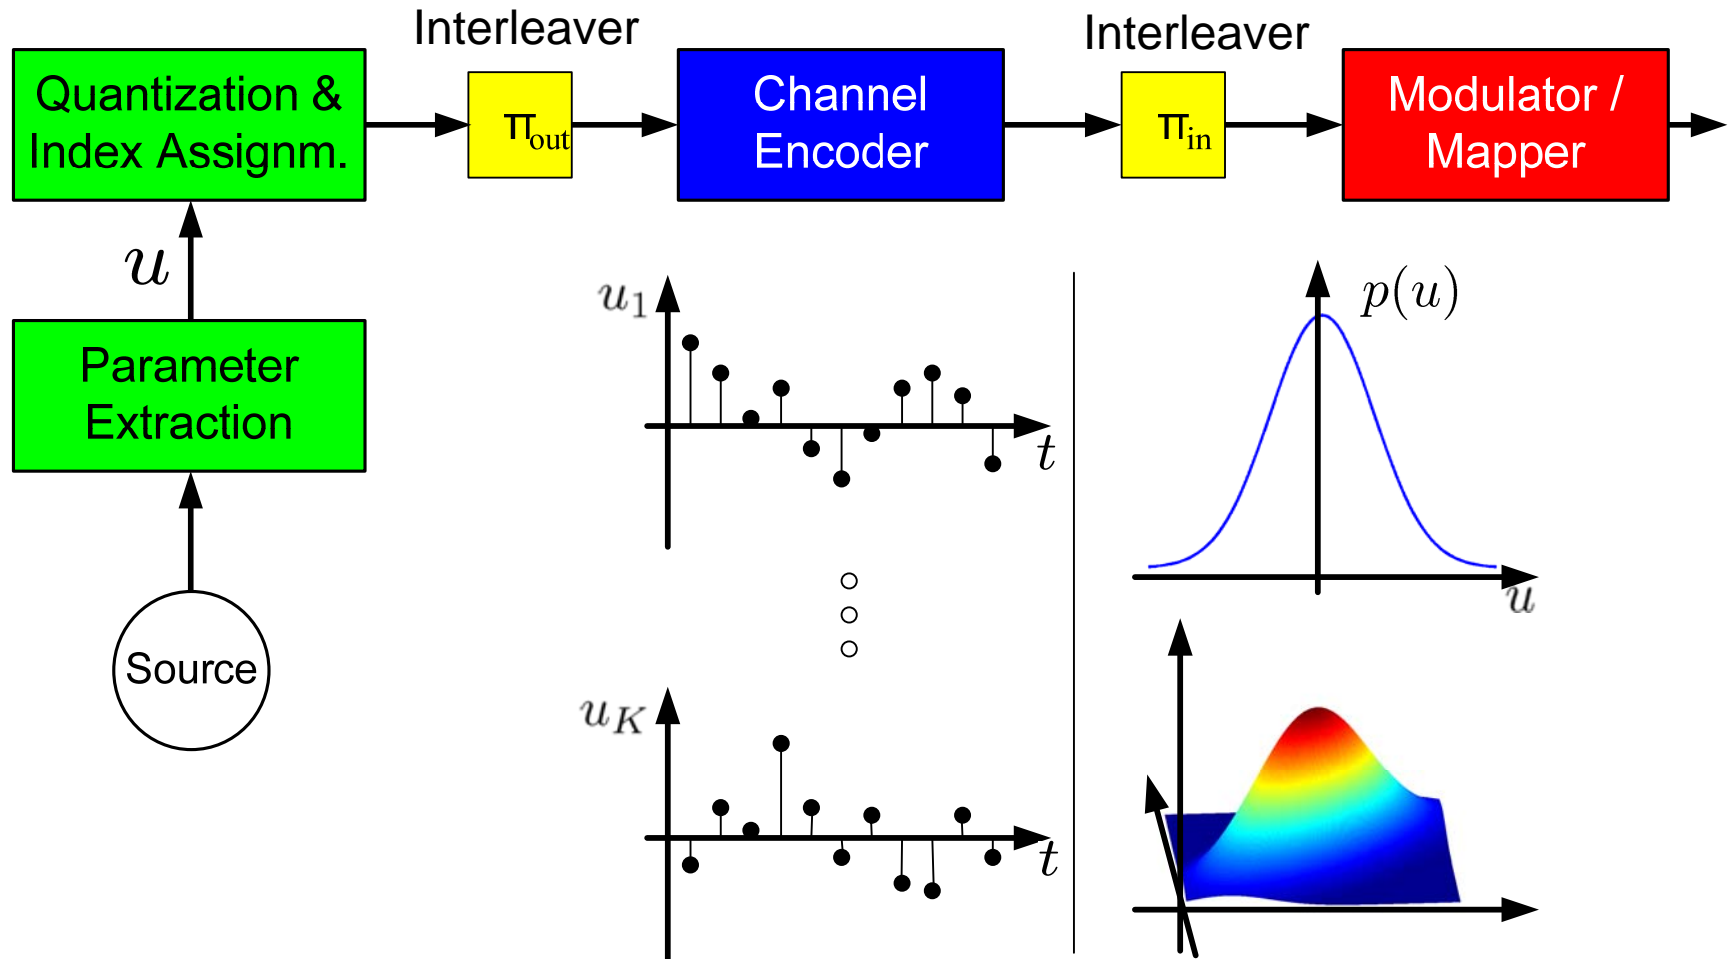 Interleaver
Interleaver
Quantization &
Index Assignm.
πout
Channel
Encoder
πin
Modulator /
Mapper
u
Parameter
Extraction
Source
u1
t
uK
t
p(u)
u